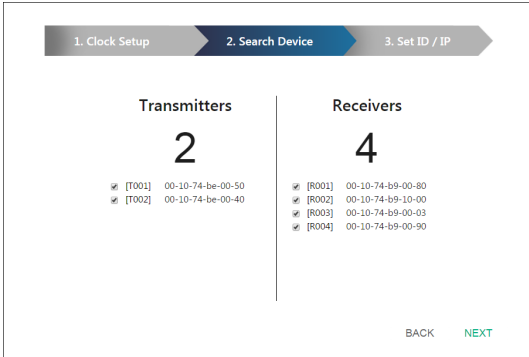 1. Clock Setup
2. Search Device
3. Set ID / IP
Transmitters
2
[T001] 00-10-74-be-00-50
[T002] 00-10-74-be-00-40
Receivers
4
[R001] 00-10-74-b9-00-80
[R002] 00-10-74-b9-10-00
[R003] 00-10-74-b9-00-03
[R004] 00-10-74-b9-00-90
BACK
NEXT